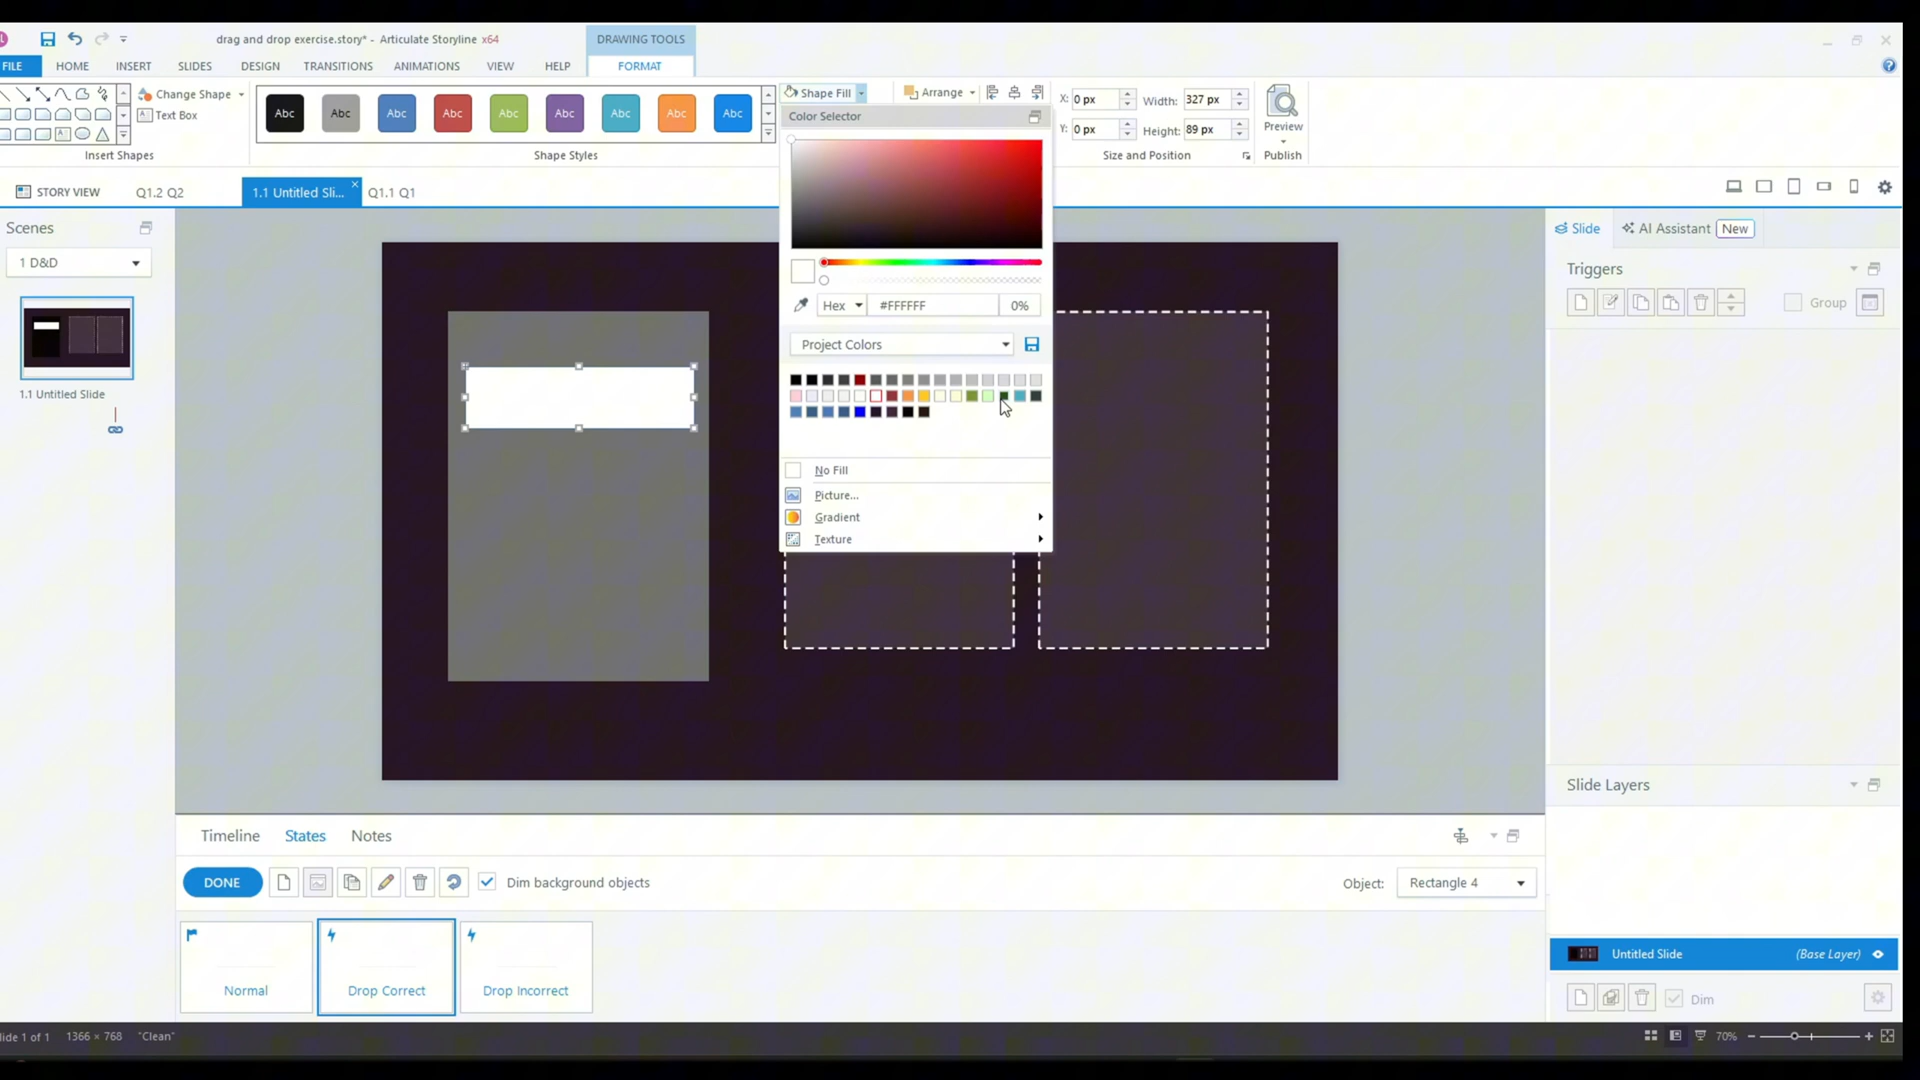 drag and drop exercise.story* - Articulate Storyline x64
DRAWING TOOLS
FILE HOME INSERT SLIDES DESIGN TRANSITIONS ANIMATIONS VIEW HELP FORMAT
Change Shape
Text Box
Insert Shapes
Abc Abc Abc Abc Abc Abc Abc Abc Abc
Shape Styles
Shape Fill
Arrange
X: 0 px Width: 327 px
Y: 0 px Height: 89 px
Size and Position
Preview
Publish
Color Selector
Hex #FFFFFF 0%
Project Colors
No Fill
Picture...
Gradient
Texture
STORY VIEW Q1.2 Q2 1.1 Untitled Sli... Q1.1 Q1
Scenes
1 D&D
1.1 Untitled Slide
Slide AI Assistant New
Triggers
Group
Slide Layers
Untitled Slide (Base Layer)
Dim
Timeline States Notes
DONE Dim background objects Object: Rectangle 4
Normal Drop Correct Drop Incorrect
lide 1 of 1 1366 × 768 "Clean" 70%